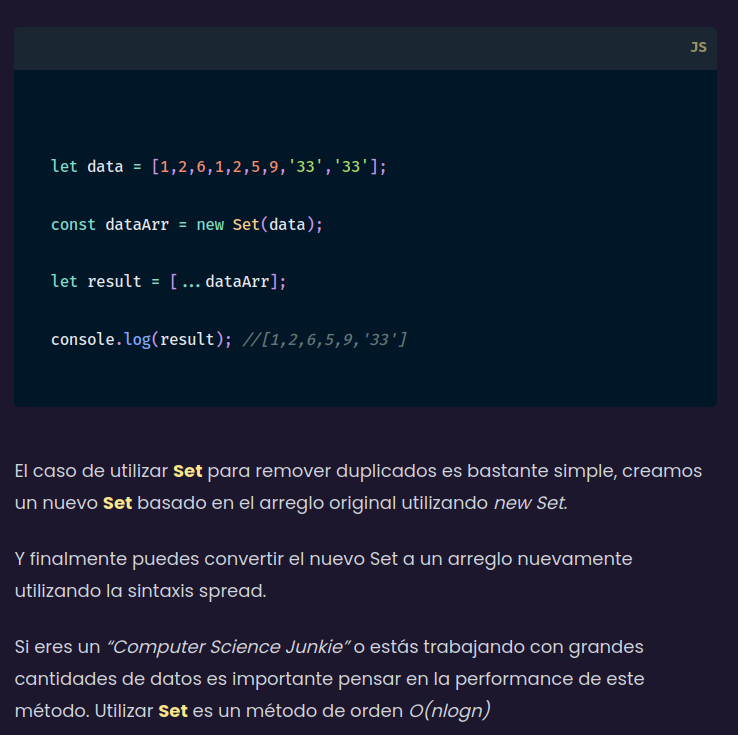 JS
let data = [1,2,6,1,2,5,9,'33','33'];
const dataArr = new Set(data);
let result = [...dataArr];
console.log(result); //[1,2,6,5,9,'33']
El caso de utilizar Set para remover duplicados es bastante simple, creamos
un nuevo Set basado en el arreglo original utilizando new Set.
Y finalmente puedes convertir el nuevo Set a un arreglo nuevamente
utilizando la sintaxis spread.
Si eres un “Computer Science Junkie” o estás trabajando con grandes
cantidades de datos es importante pensar en la performance de este
método. Utilizar Set es un método de orden O(nlogn)